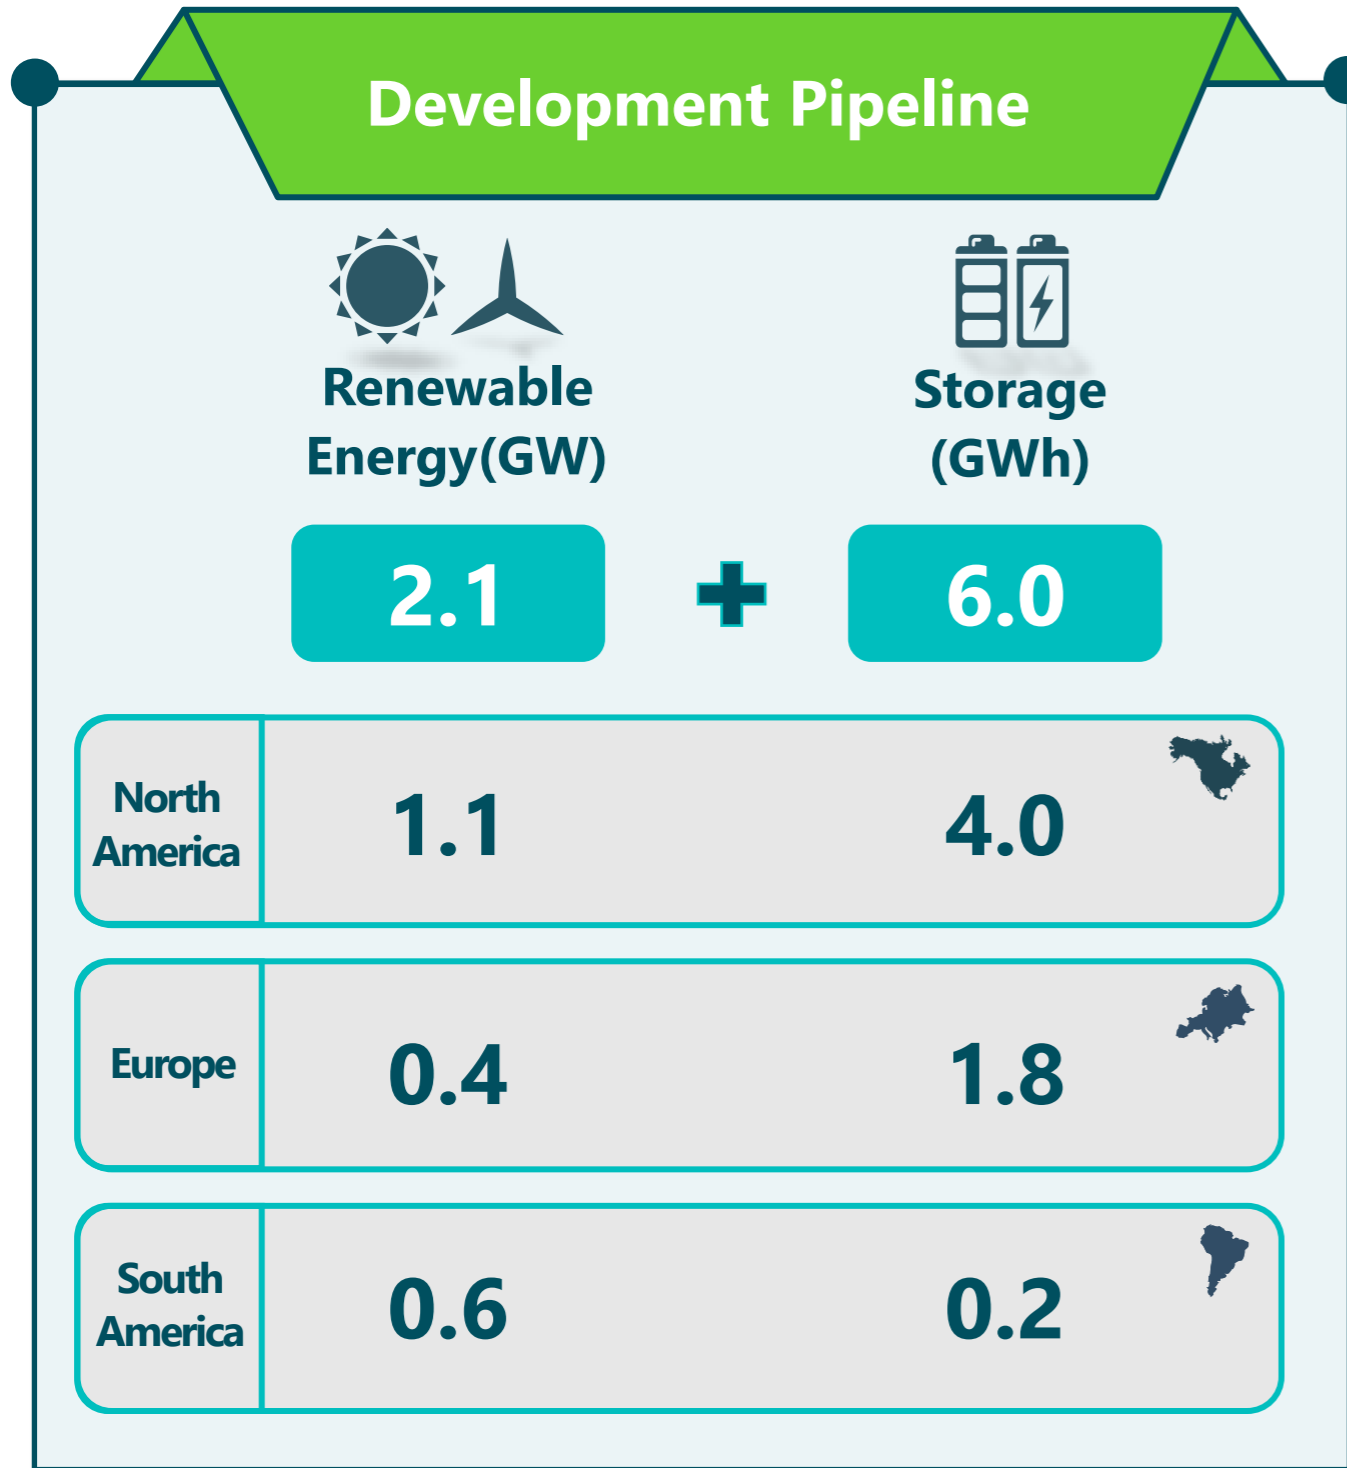 Development Pipeline
Renewable
Energy(GW)
Storage
(GWh)
2.1
6.0
North
America
1.1
4.0
Europe
0.4
1.8
South
America
0.6
0.2